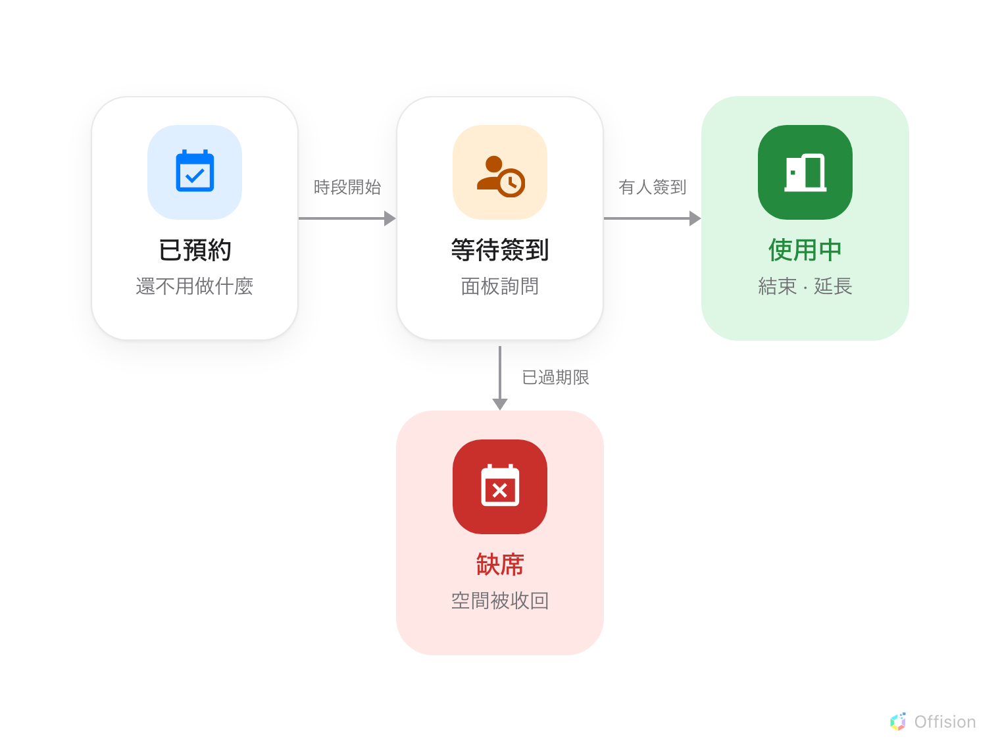 已預約
還不用做什麼
時段開始
等待簽到
面板詢問
有人簽到
使用中
結束 · 延長
已過期限
缺席
空間被收回
Offision